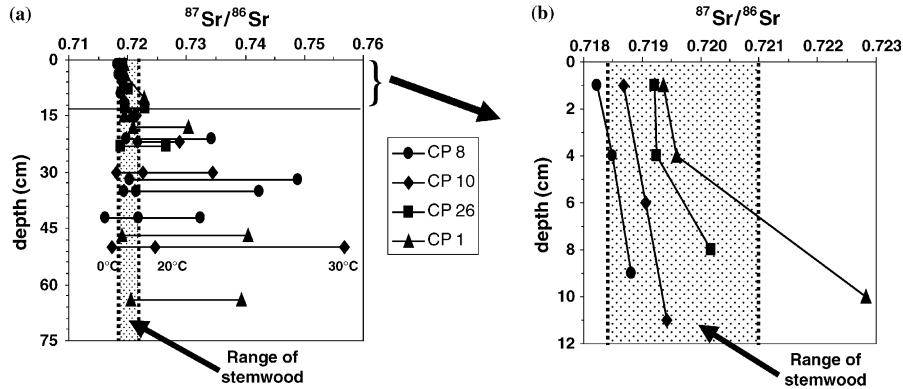 (a)
⁸⁷Sr/⁸⁶Sr
0.71 0.72 0.73 0.74 0.75 0.76
0
15
30
45
60
75
depth (cm)
0°C 20°C 30°C
Range of
stemwood
CP 8
CP 10
CP 26
CP 1
(b)
⁸⁷Sr/⁸⁶Sr
0.718 0.719 0.720 0.721 0.722 0.723
0
2
4
6
8
10
12
depth (cm)
Range of
stemwood